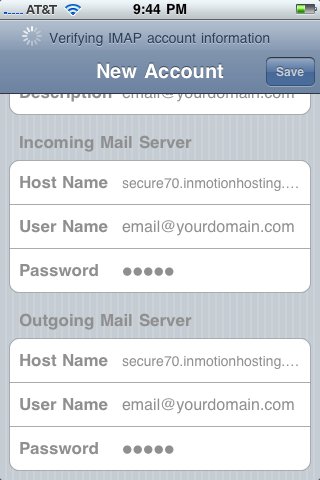 AT&T 9:44 PM
Verifying IMAP account information
New Account Save
Description email@yourdomain.com
Incoming Mail Server
Host Name secure70.inmotionhosting....
User Name email@yourdomain.com
Password ●●●●●
Outgoing Mail Server
Host Name secure70.inmotionhosting....
User Name email@yourdomain.com
Password ●●●●●